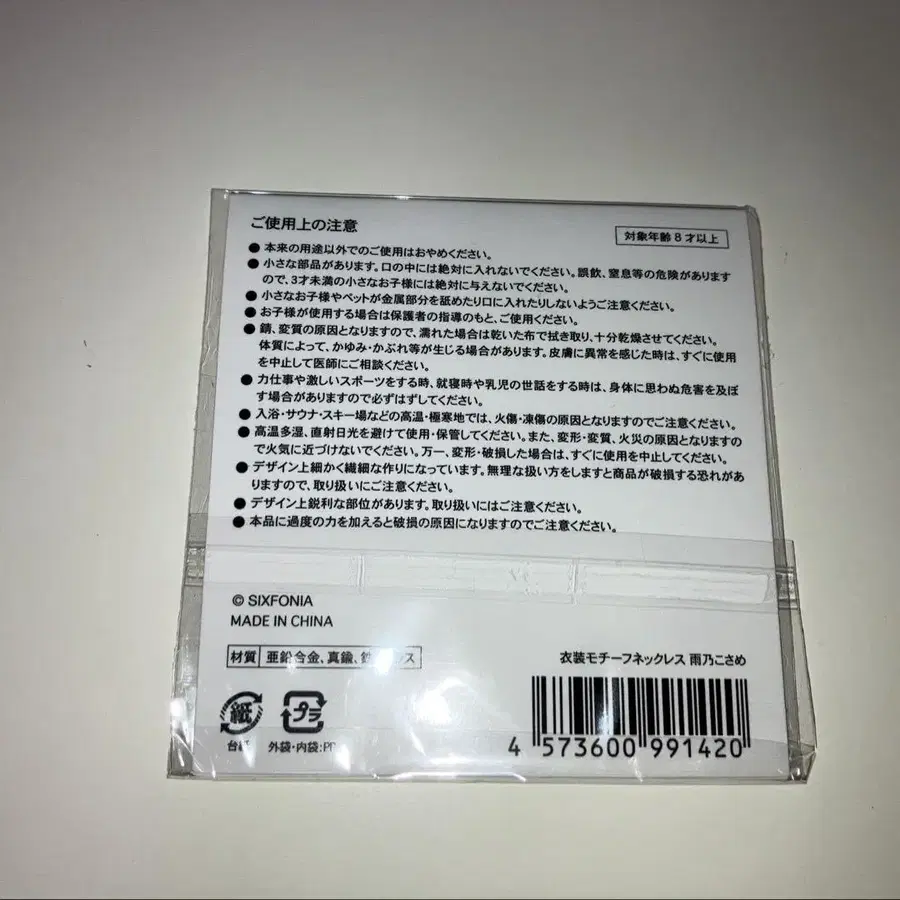 ご使用上の注意
対象年齢8才以上
● 本来の用途以外でのご使用はおやめください。
● 小さな部品があります。口の中には絶対に入れないでください。誤飲、窒息等の危険があります
ので、3才未満の小さなお子様には絶対に与えないでください。
● 小さなお子様やペットが金属部分を舐めたり口に入れたりしないようご注意ください。
● お子様が使用する場合は保護者の指導のもと、ご使用ください。
● 錆、変質の原因となりますので、濡れた場合は乾いた布で拭き取り、十分乾燥させてください。
体質によって、かゆみ・かぶれ等が生じる場合があります。皮膚に異常を感じた時は、すぐに使用
を中止して医師にご相談ください。
● 力仕事や激しいスポーツをする時、就寝時や乳児の世話をする時は、身体に思わぬ危害を及ぼ
す場合がありますので必ずはずしてください。
● 入浴・サウナ・スキー場などの高温・極寒地では、火傷・凍傷の原因となりますのでご注意ください。
● 高温多湿、直射日光を避けて使用・保管してください。また、変形・変質、火災の原因となりますの
で火気に近づけないでください。万一、変形・破損した場合は、すぐに使用を中止してください。
● デザイン上細かく繊細な作りになっています。無理な扱い方をしますと商品が破損する恐れがあ
りますので、取り扱いにご注意ください。
● デザイン上鋭利な部位があります。取り扱いにはご注意ください。
● 本品に過度の力を加えると破損の原因になりますのでご注意ください。
© SIXFONIA
MADE IN CHINA
材質 亜鉛合金、真鍮、
衣装モチーフネックレス 雨乃こさめ
紙
プラ
台紙 外袋・内袋:PP
4 573600 991420